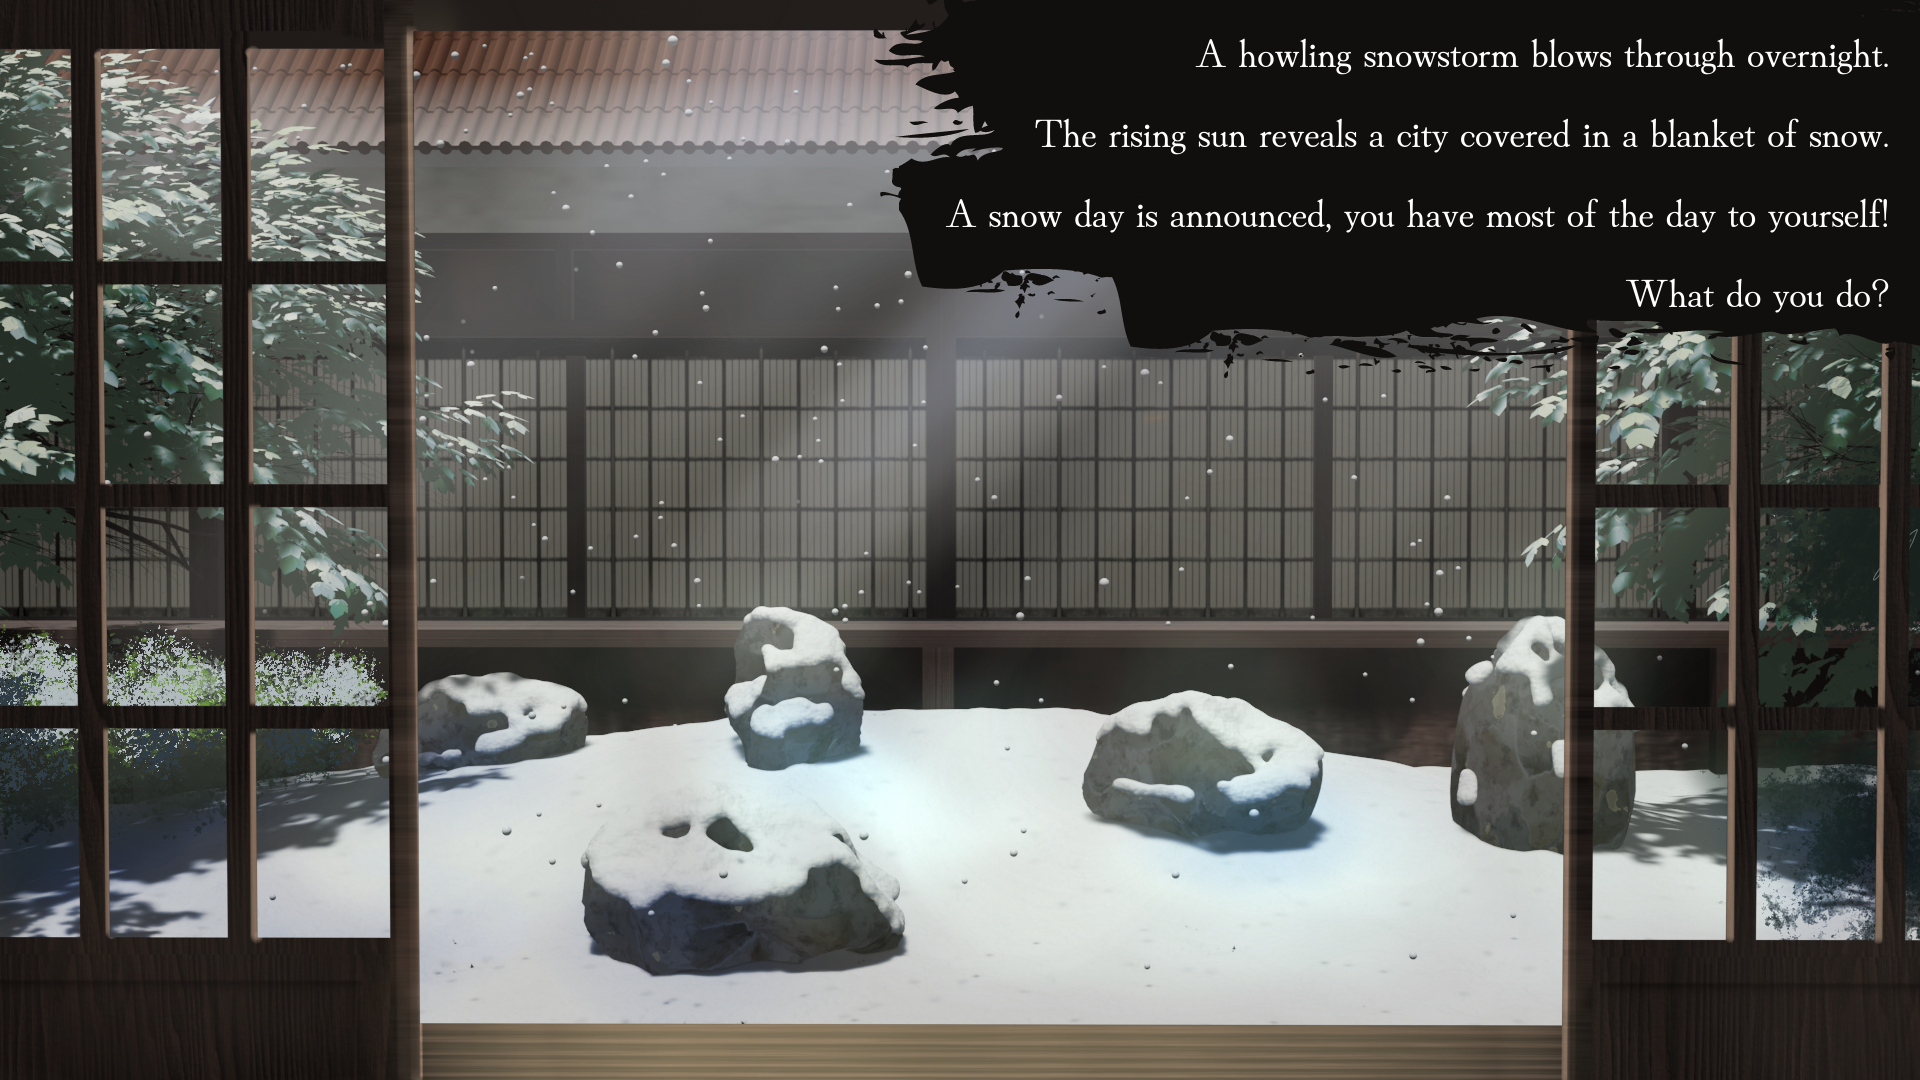 A howling snowstorm blows through overnight.
The rising sun reveals a city covered in a blanket of snow.
A snow day is announced, you have most of the day to yourself!
What do you do?